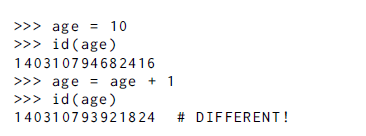 >>> age = 10
>>> id(age)
140310794682416
>>> age = age + 1
>>> id(age)
140310793921824  # DIFFERENT!